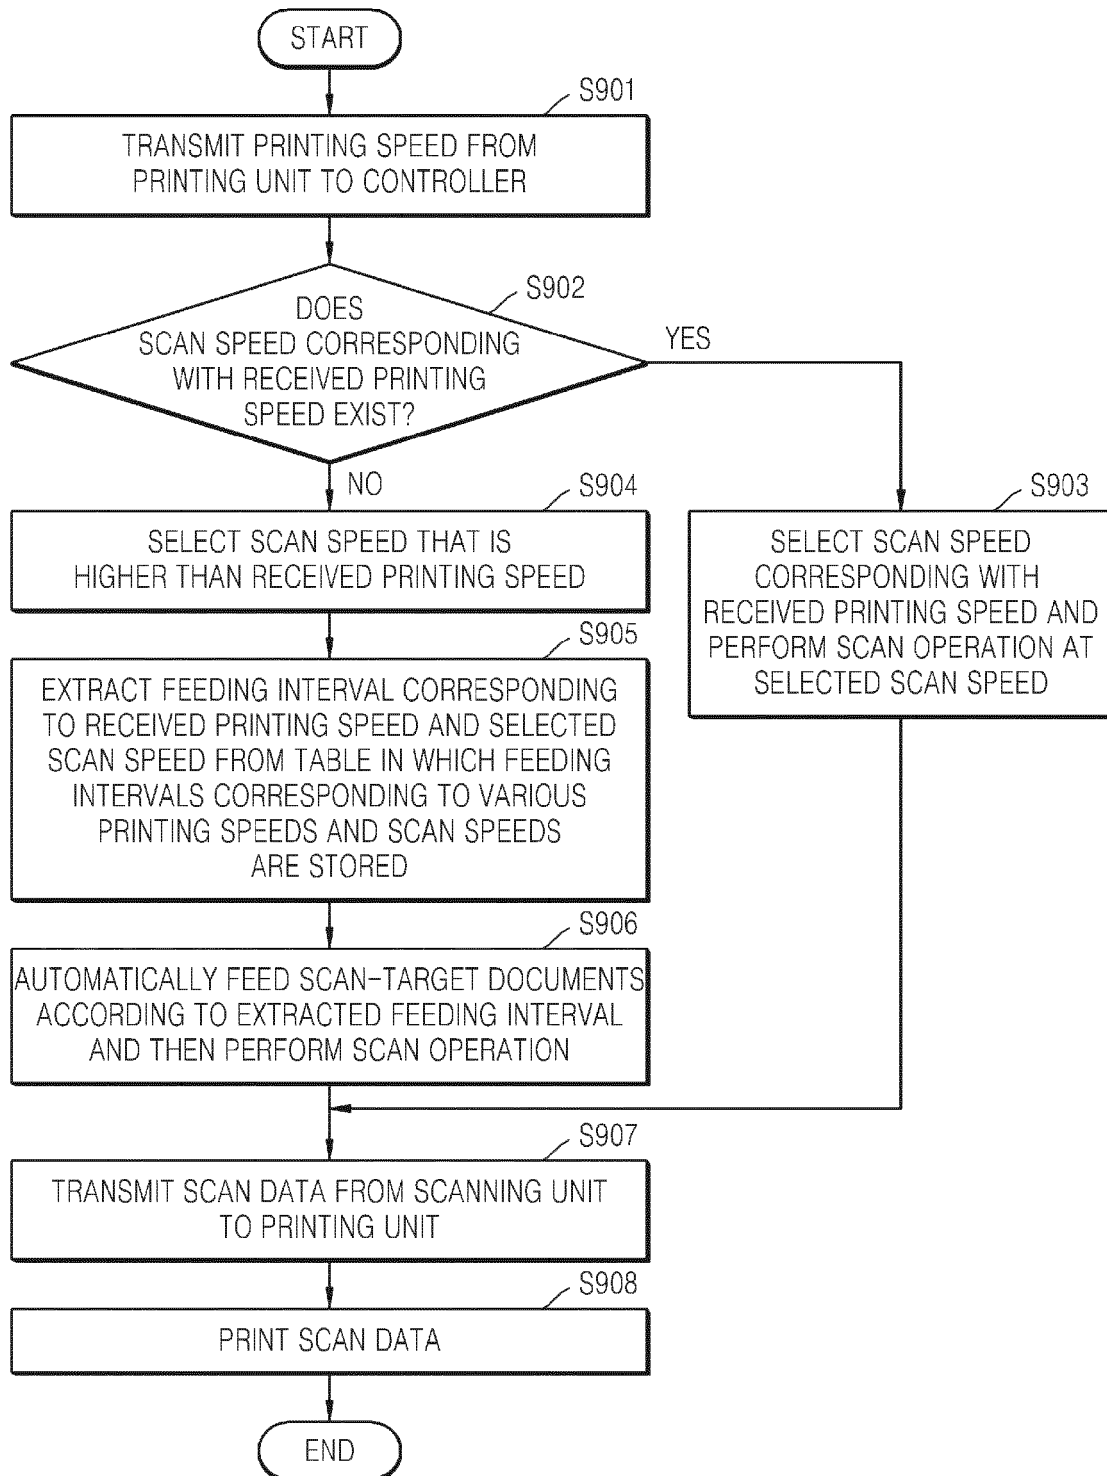 START
S901
TRANSMIT PRINTING SPEED FROM
PRINTING UNIT TO CONTROLLER
S902
DOES
SCAN SPEED CORRESPONDING
WITH RECEIVED PRINTING
SPEED EXIST?
YES
NO
S904
SELECT SCAN SPEED THAT IS
HIGHER THAN RECEIVED PRINTING SPEED
S903
SELECT SCAN SPEED
CORRESPONDING WITH
RECEIVED PRINTING SPEED AND
PERFORM SCAN OPERATION AT
SELECTED SCAN SPEED
S905
EXTRACT FEEDING INTERVAL CORRESPONDING
TO RECEIVED PRINTING SPEED AND SELECTED
SCAN SPEED FROM TABLE IN WHICH FEEDING
INTERVALS CORRESPONDING TO VARIOUS
PRINTING SPEEDS AND SCAN SPEEDS
ARE STORED
S906
AUTOMATICALLY FEED SCAN-TARGET DOCUMENTS
ACCORDING TO EXTRACTED FEEDING INTERVAL
AND THEN PERFORM SCAN OPERATION
S907
TRANSMIT SCAN DATA FROM SCANNING UNIT
TO PRINTING UNIT
S908
PRINT SCAN DATA
END